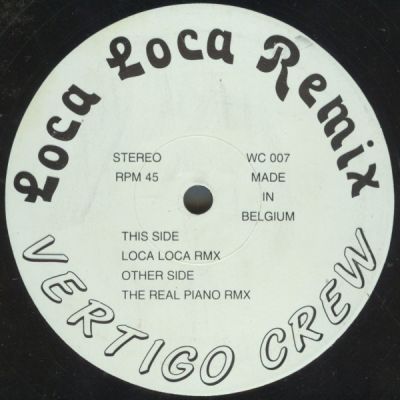 Loca Loca Remix
STEREO
RPM 45
WC 007
MADE
IN
BELGIUM
THIS SIDE
LOCA LOCA RMX
OTHER SIDE
THE REAL PIANO RMX
VERTIGO CREW